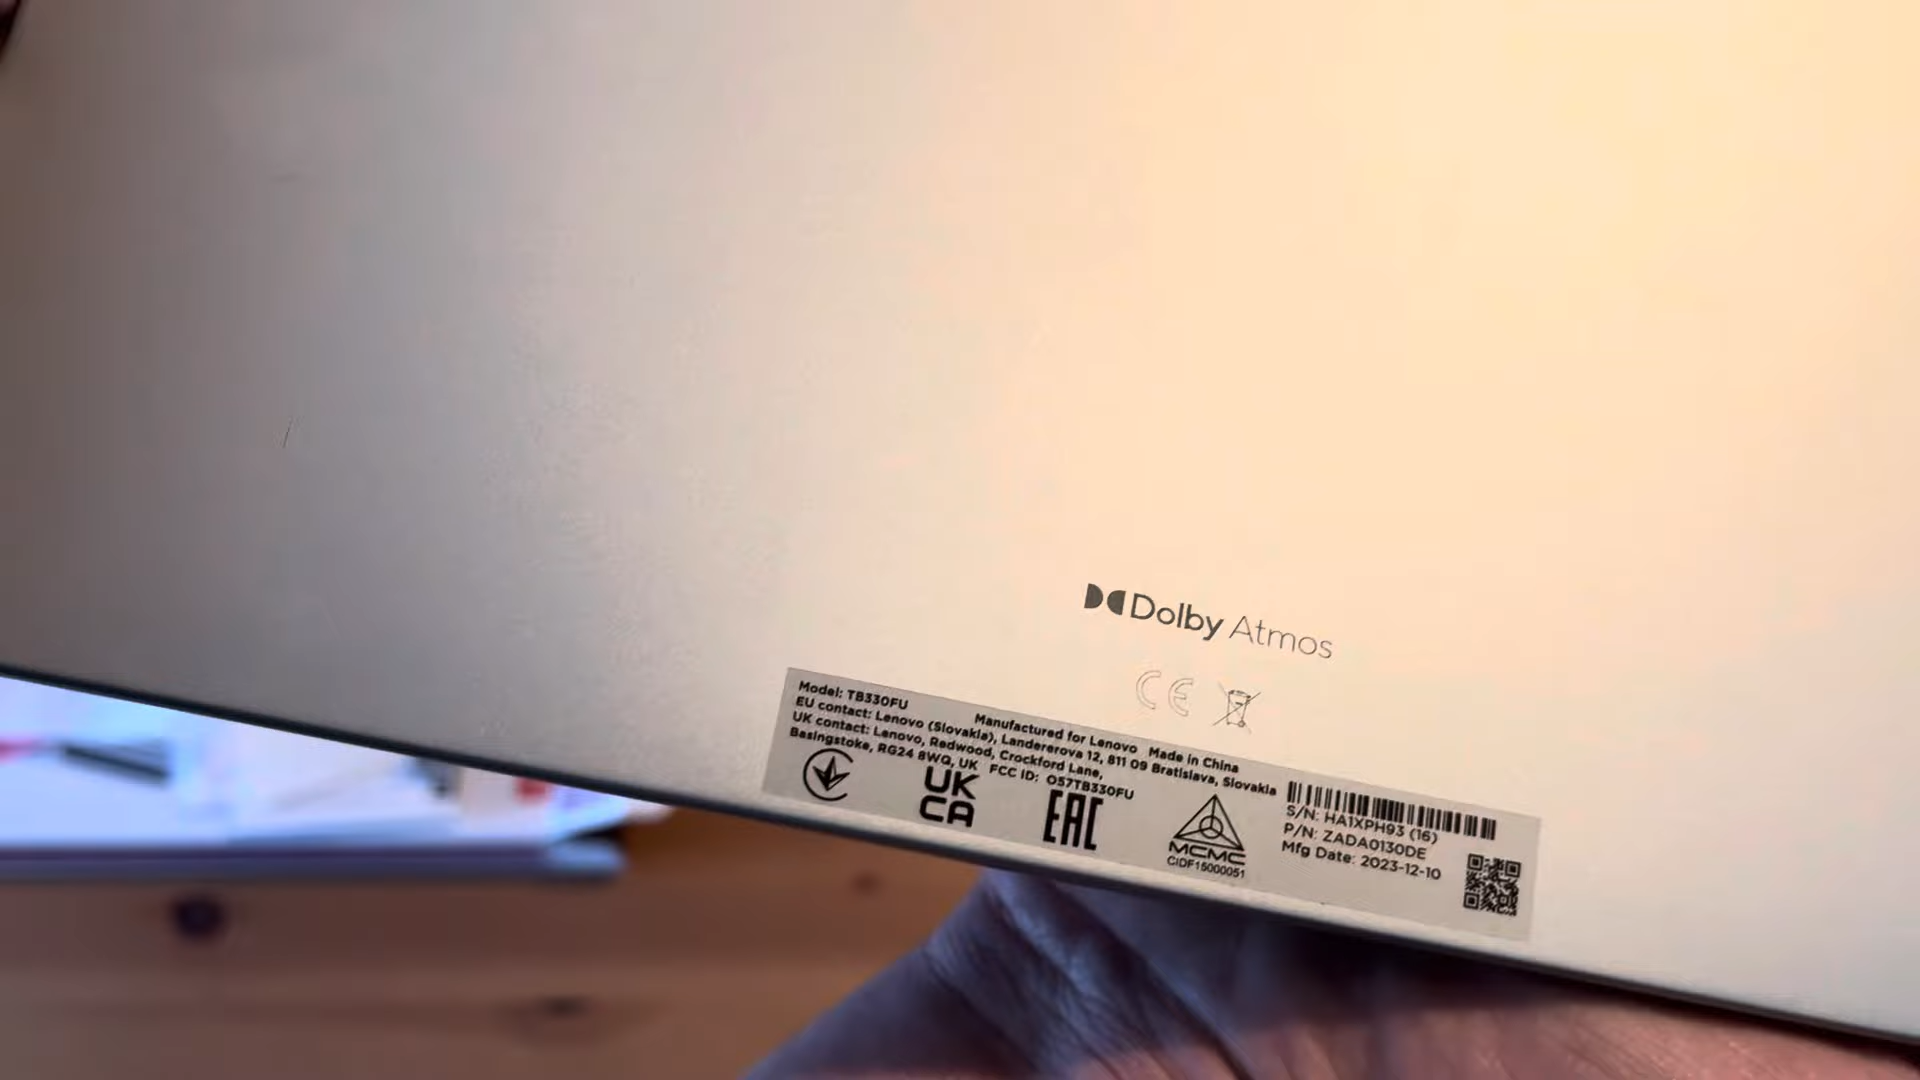 Dolby Atmos
CE
Model: TB330FU
Manufactured for Lenovo Made in China
EU contact: Lenovo (Slovakia), Landererova 12, 811 09 Bratislava, Slovakia
UK contact: Lenovo, Redwood, Crockford Lane,
Basingstoke, RG24 8WQ, UK FCC ID: O57TB330FU
UK
CA
EAC
MCMC
CIDF15000051
S/N: HA1XPH93 (16)
P/N: ZADA0130DE
Mfg Date: 2023-12-10